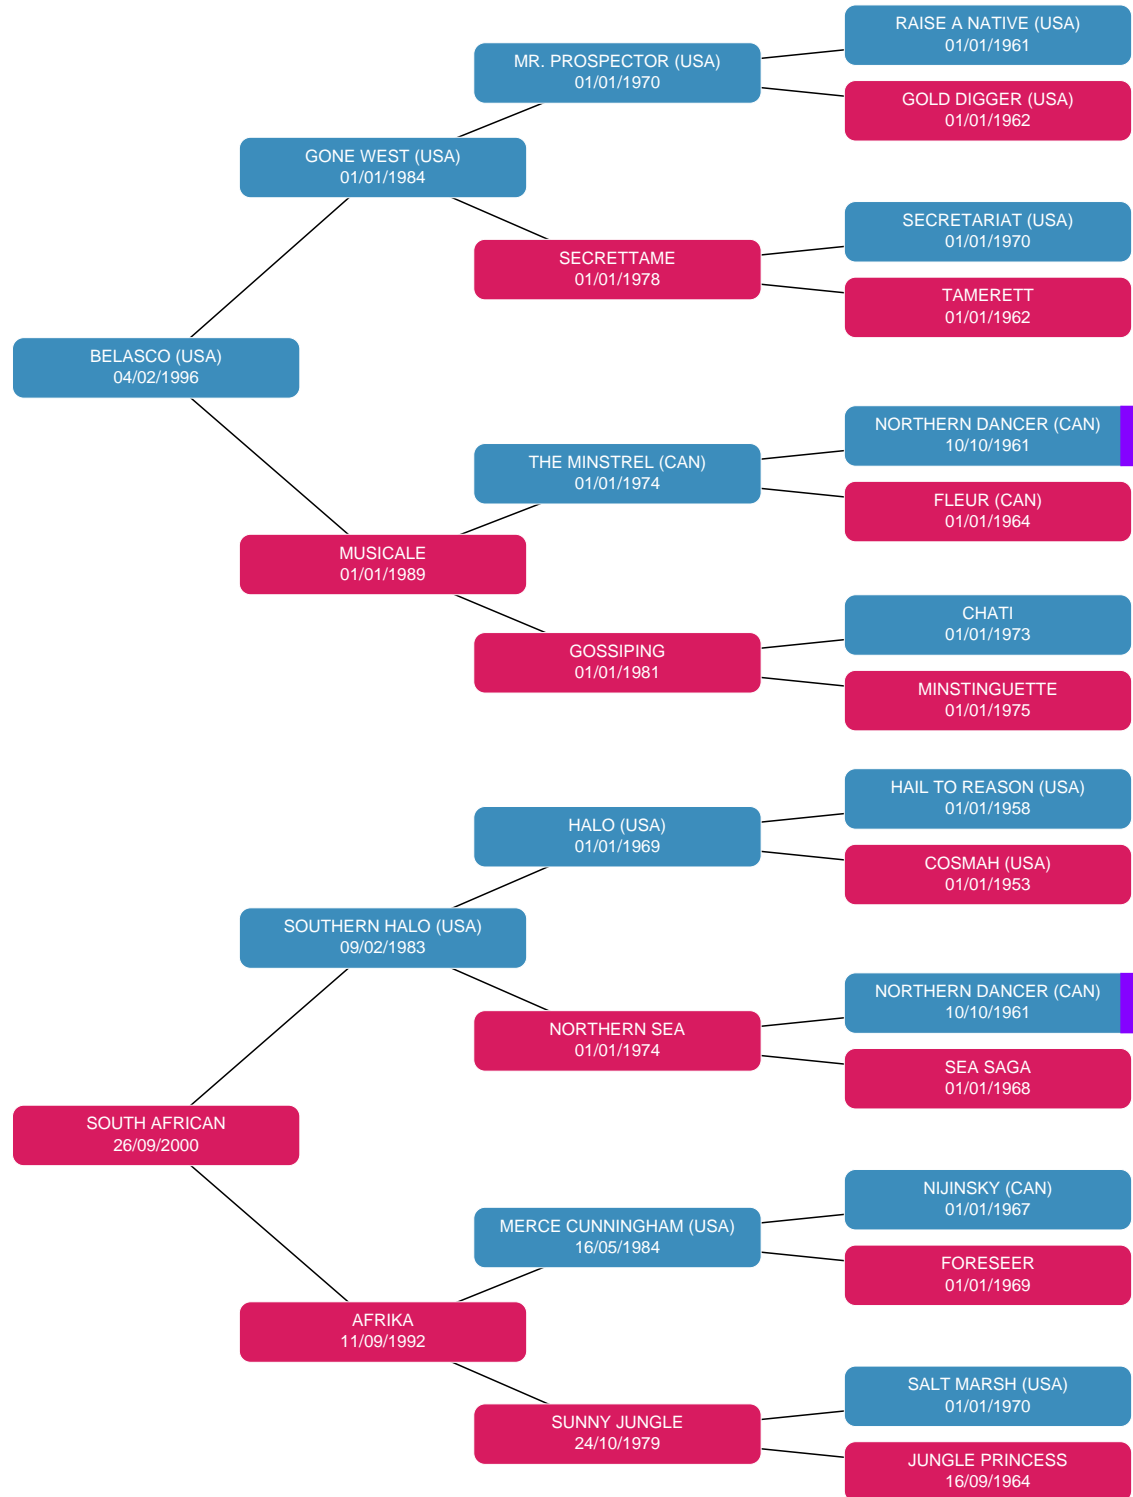 RAISE A NATIVE (USA)
01/01/1961
MR. PROSPECTOR (USA)
01/01/1970
GOLD DIGGER (USA)
01/01/1962
GONE WEST (USA)
01/01/1984
SECRETARIAT (USA)
01/01/1970
SECRETTAME
01/01/1978
TAMERETT
01/01/1962
BELASCO (USA)
04/02/1996
NORTHERN DANCER (CAN)
10/10/1961
THE MINSTREL (CAN)
01/01/1974
FLEUR (CAN)
01/01/1964
MUSICALE
01/01/1989
CHATI
01/01/1973
GOSSIPING
01/01/1981
MINSTINGUETTE
01/01/1975
HAIL TO REASON (USA)
01/01/1958
HALO (USA)
01/01/1969
COSMAH (USA)
01/01/1953
SOUTHERN HALO (USA)
09/02/1983
NORTHERN DANCER (CAN)
10/10/1961
NORTHERN SEA
01/01/1974
SEA SAGA
01/01/1968
SOUTH AFRICAN
26/09/2000
NIJINSKY (CAN)
01/01/1967
MERCE CUNNINGHAM (USA)
16/05/1984
FORESEER
01/01/1969
AFRIKA
11/09/1992
SALT MARSH (USA)
01/01/1970
SUNNY JUNGLE
24/10/1979
JUNGLE PRINCESS
16/09/1964